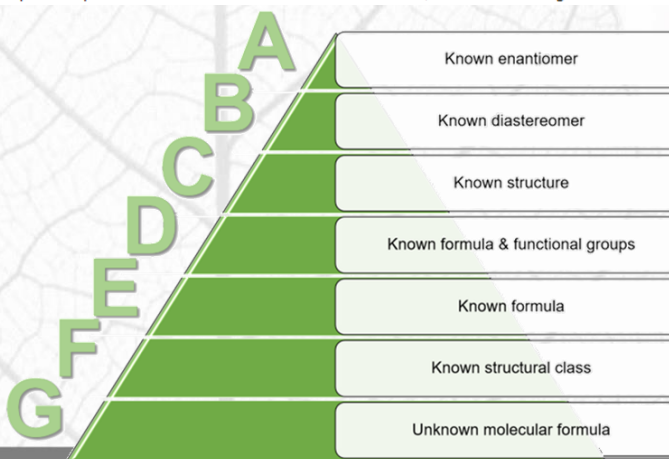 A
Known enantiomer
B
Known diastereomer
C
Known structure
D
Known formula & functional groups
E
Known formula
F
Known structural class
G
Unknown molecular formula